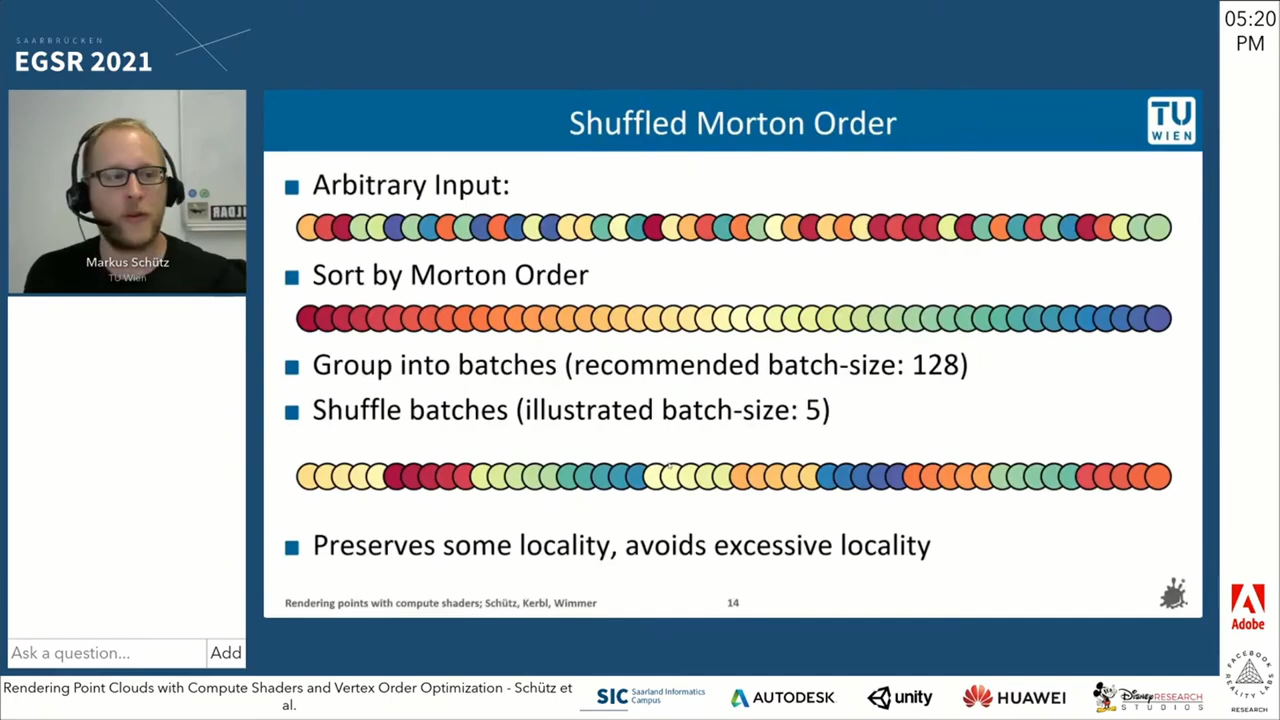 SAARBRÜCKEN
EGSR 2021
05:20
PM
Markus Schütz
TU Wien
Shuffled Morton Order
TU
WIEN
Arbitrary Input:
Sort by Morton Order
Group into batches (recommended batch-size: 128)
Shuffle batches (illustrated batch-size: 5)
Preserves some locality, avoids excessive locality
Rendering points with compute shaders; Schütz, Kerbl, Wimmer
14
Ask a question...
Add
Rendering Point Clouds with Compute Shaders and Vertex Order Optimization - Schütz et
al.
SIC
Saarland Informatics
Campus
AUTODESK
unity
HUAWEI
Disney RESEARCH
STUDIOS
Adobe
FACEBOOK
REALITY LABS
RESEARCH